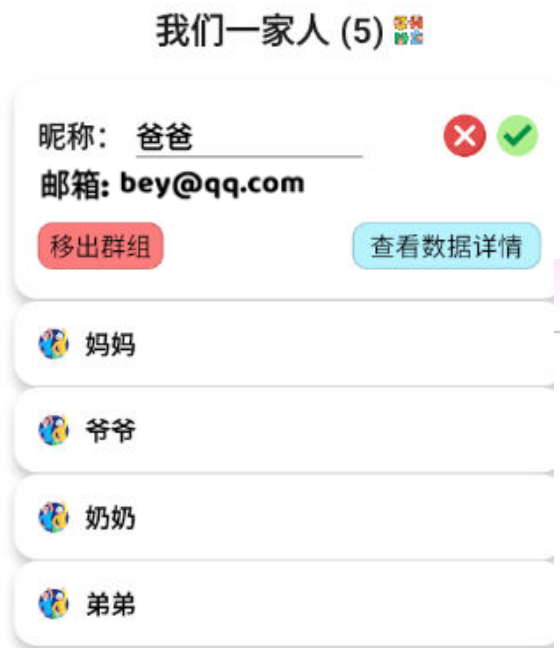 我们一家人 (5)
昵称： 爸爸
邮箱: bey@qq.com
移出群组 查看数据详情
妈妈
爷爷
奶奶
弟弟